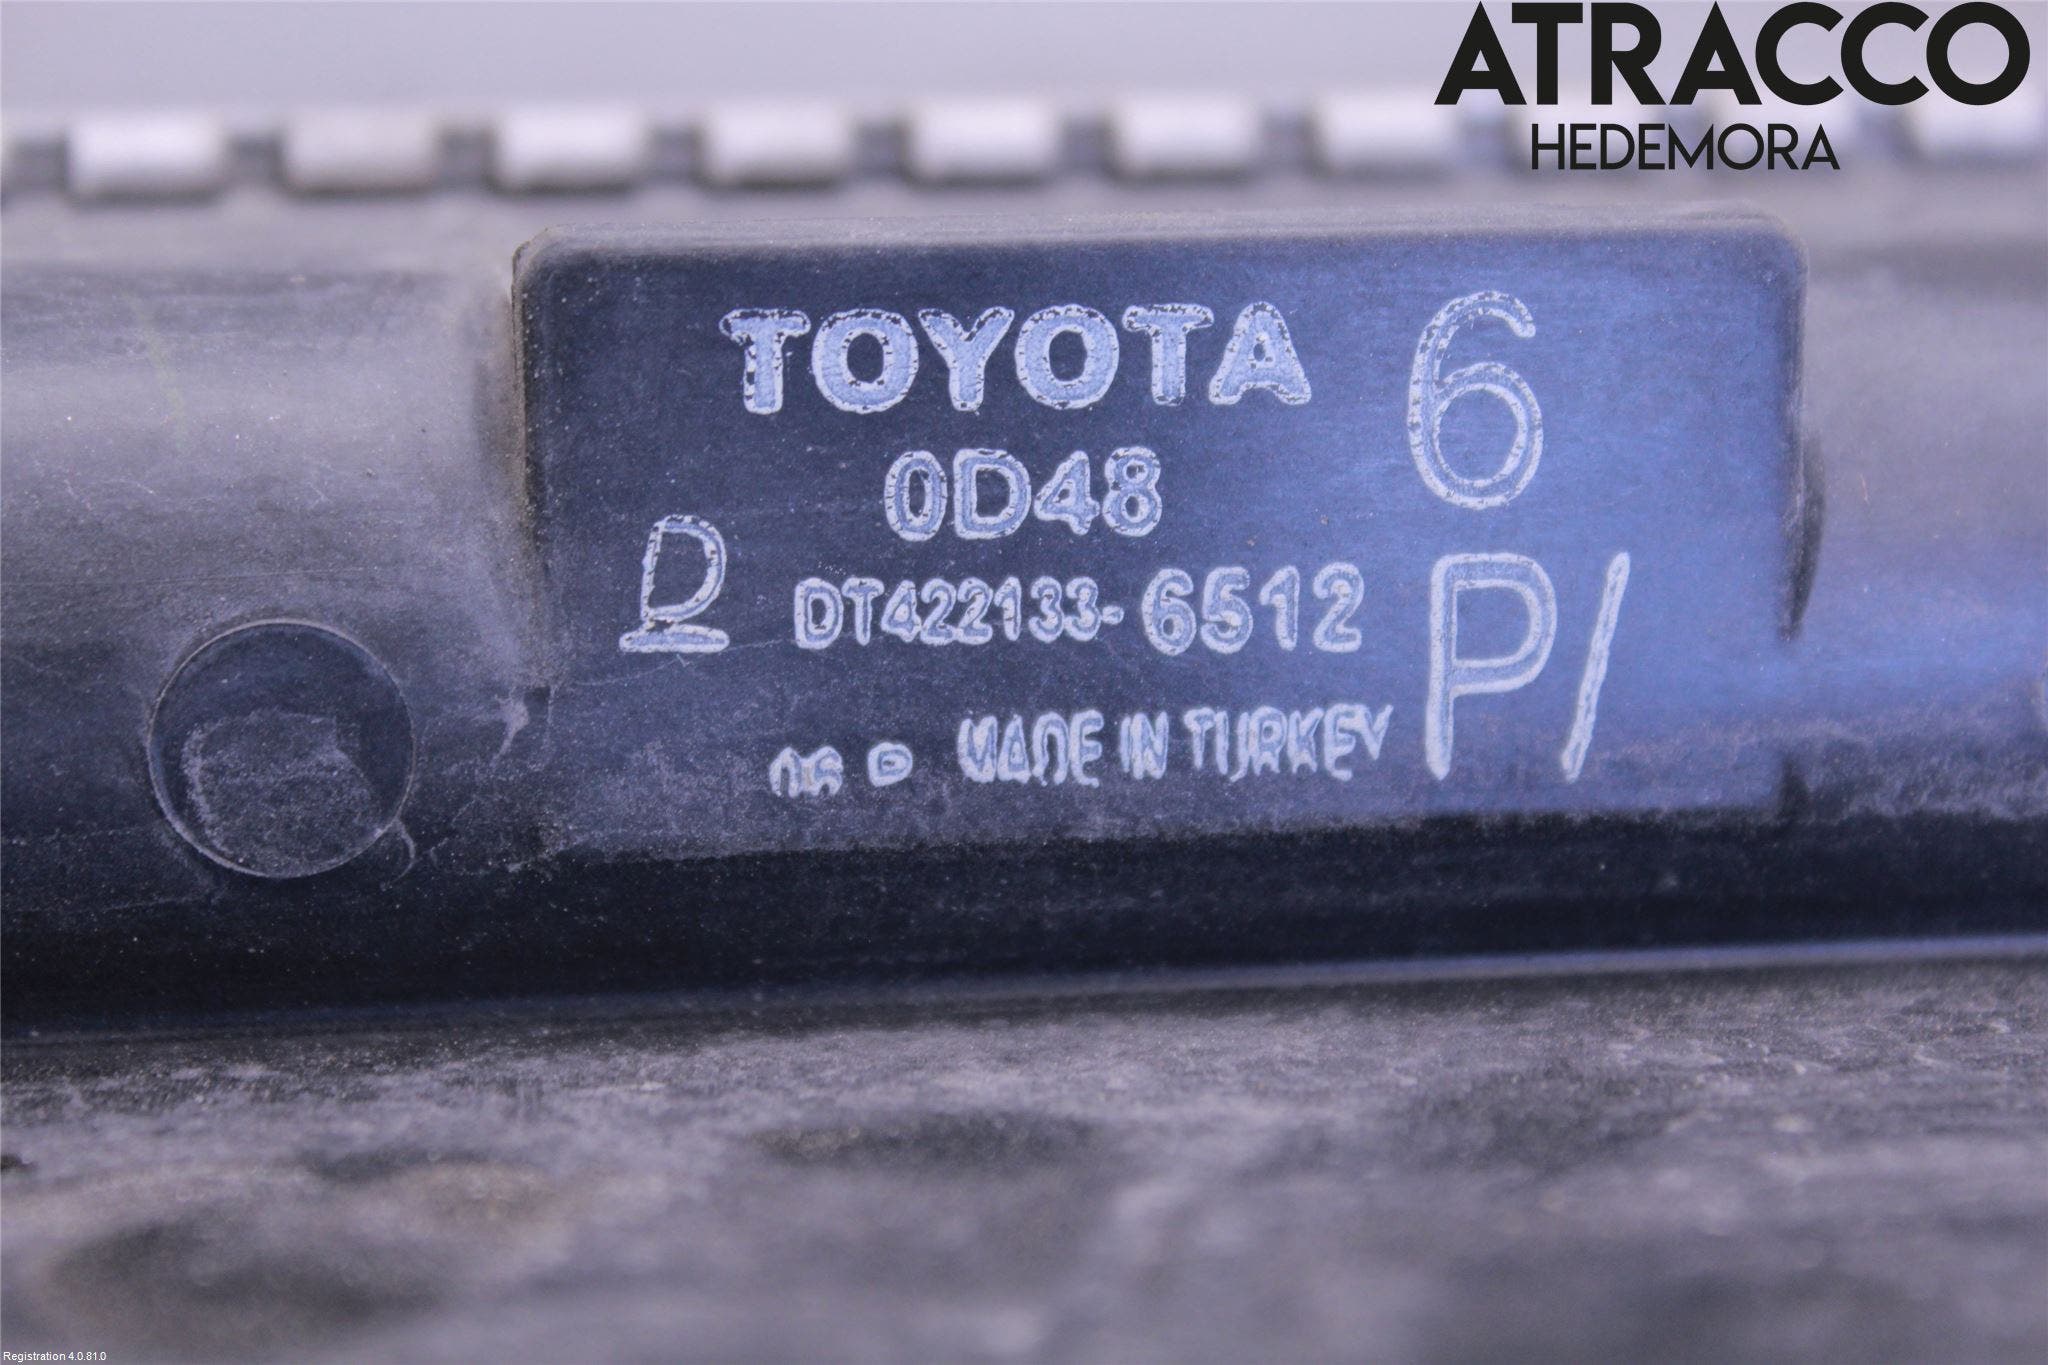 ATRACCO
HEDEMORA
TOYOTA 6
0D48
D DT422133-6512 P/
D MADE IN TURKEY
Registration 4.0.81.0